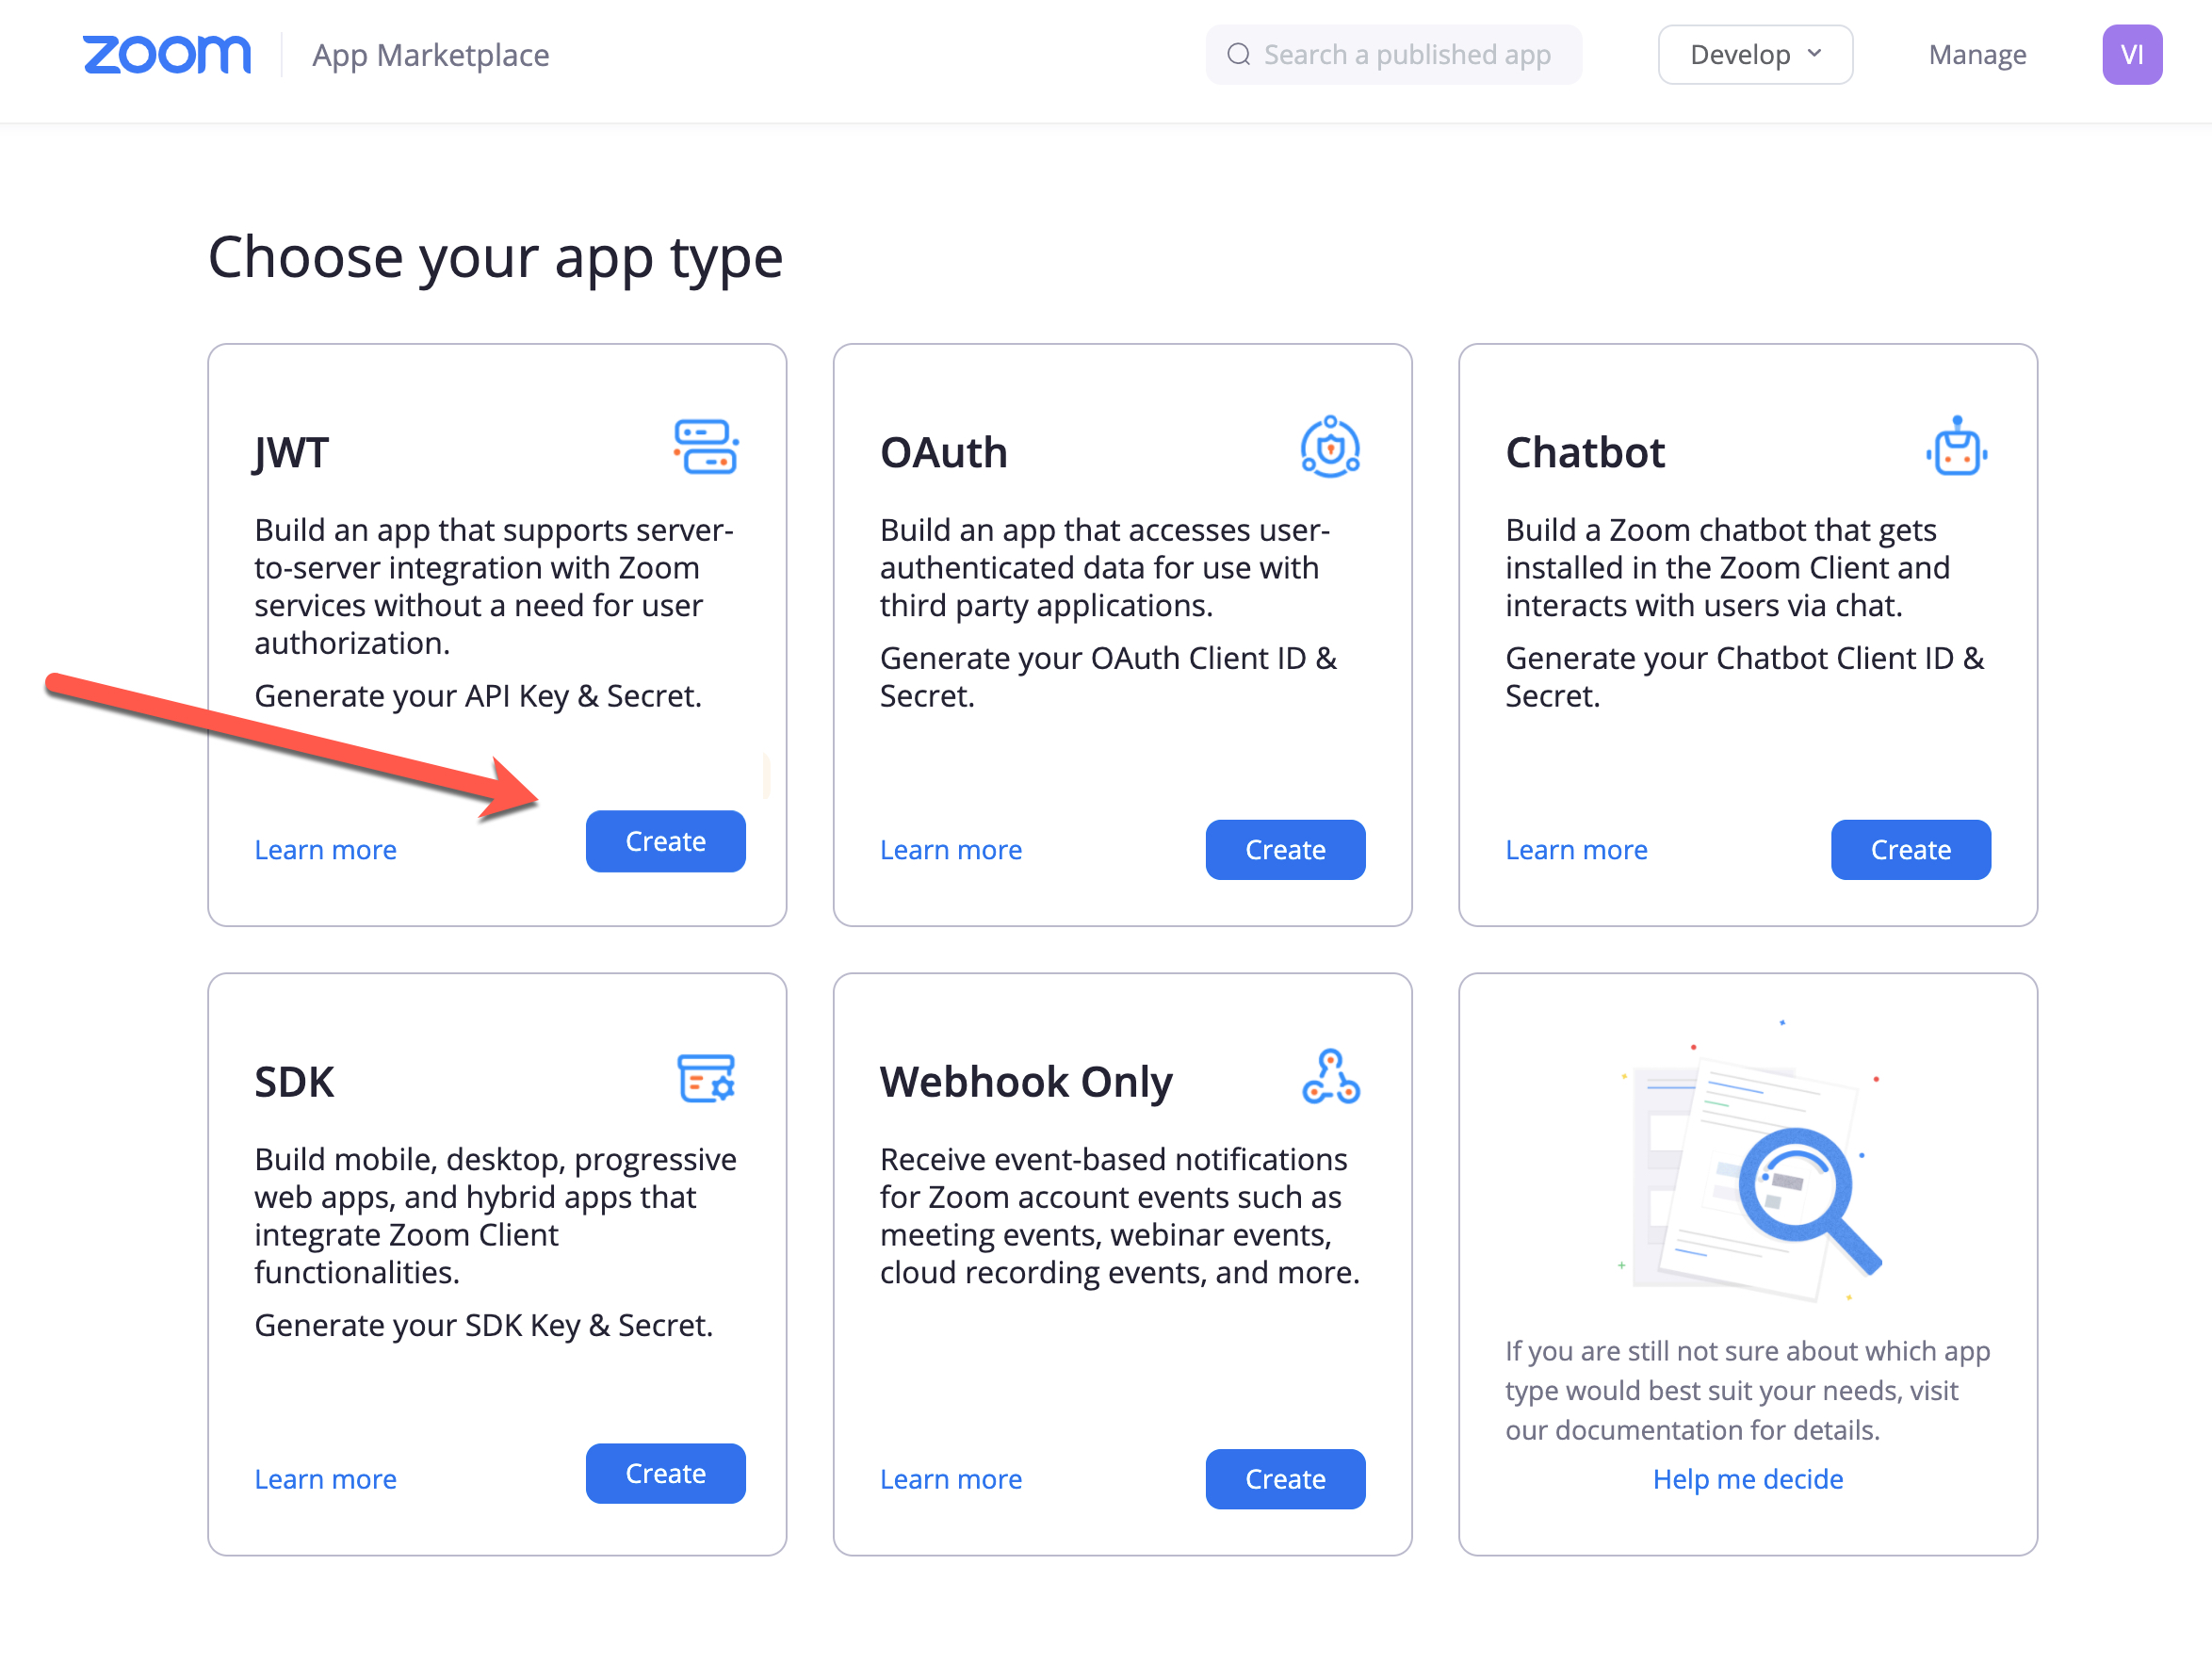 zoom App Marketplace Search a published app Develop Manage VI
Choose your app type
JWT
Build an app that supports server-
to-server integration with Zoom
services without a need for user
authorization.
Generate your API Key & Secret.
Learn more Create
OAuth
Build an app that accesses user-
authenticated data for use with
third party applications.
Generate your OAuth Client ID &
Secret.
Learn more Create
Chatbot
Build a Zoom chatbot that gets
installed in the Zoom Client and
interacts with users via chat.
Generate your Chatbot Client ID &
Secret.
Learn more Create
SDK
Build mobile, desktop, progressive
web apps, and hybrid apps that
integrate Zoom Client
functionalities.
Generate your SDK Key & Secret.
Learn more Create
Webhook Only
Receive event-based notifications
for Zoom account events such as
meeting events, webinar events,
cloud recording events, and more.
Learn more Create
If you are still not sure about which app
type would best suit your needs, visit
our documentation for details.
Help me decide